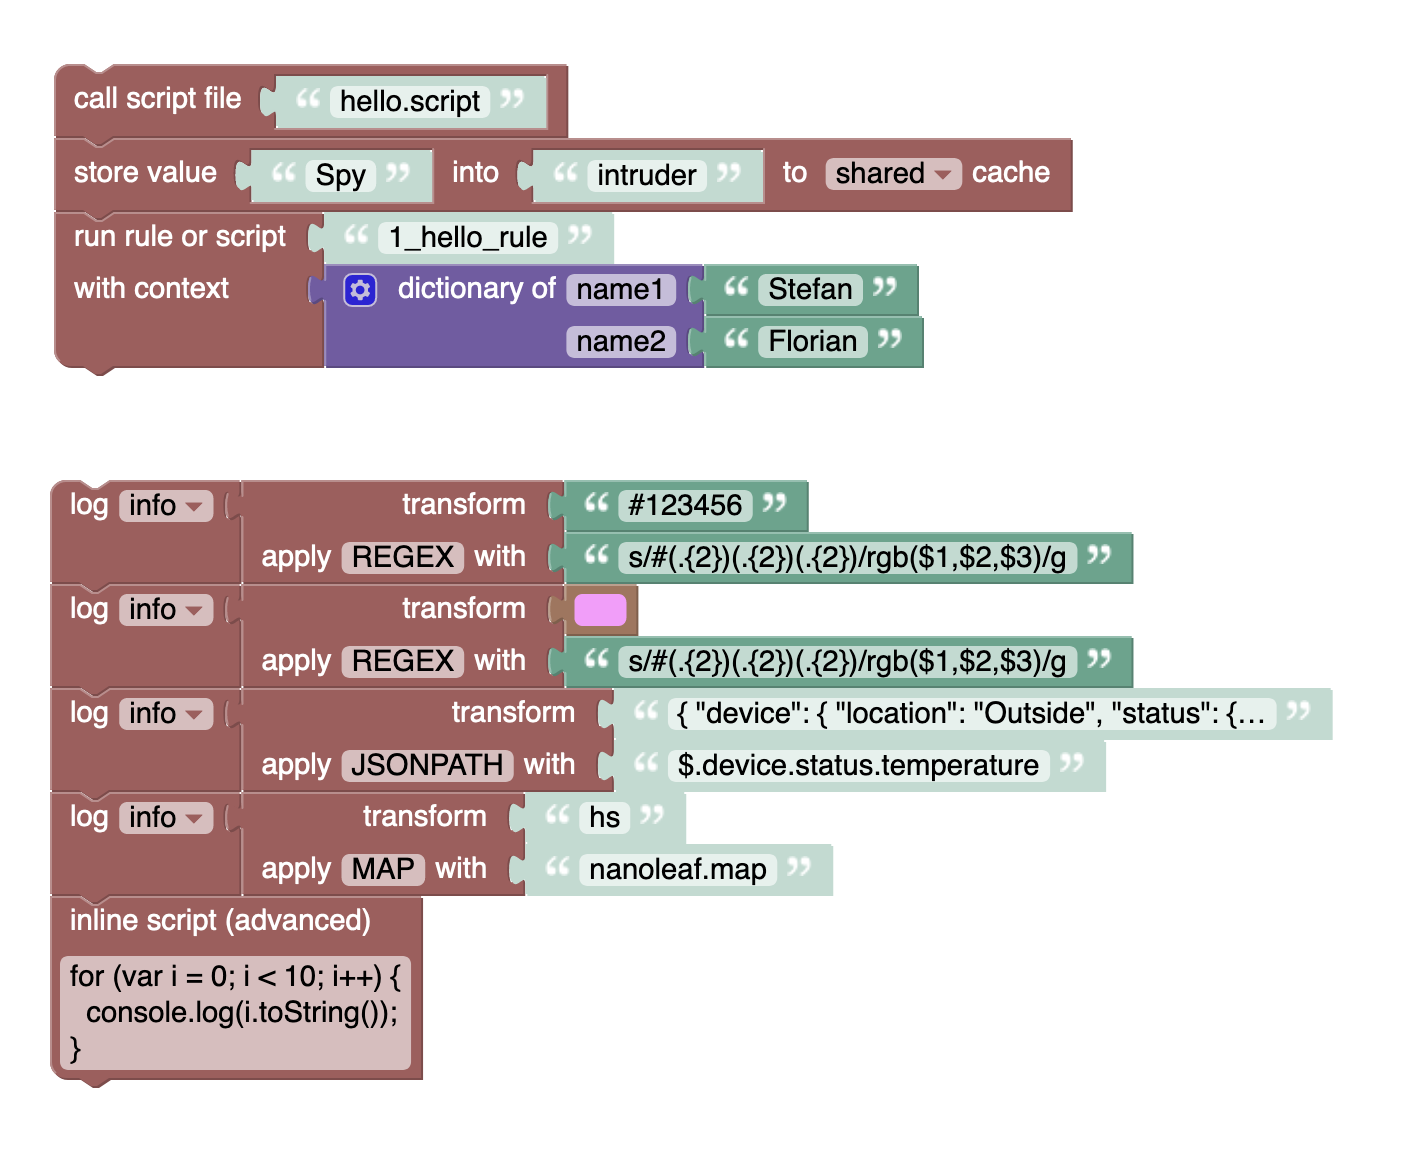 call script file “ hello.script ”
store value “ Spy ” into “ intruder ” to shared cache
run rule or script “ 1_hello_rule ”
with context dictionary of name1 “ Stefan ”
name2 “ Florian ”
log info transform “ #123456 ”
apply REGEX with “ s/#(.{2})(.{2})(.{2})/rgb($1,$2,$3)/g ”
log info transform
apply REGEX with “ s/#(.{2})(.{2})(.{2})/rgb($1,$2,$3)/g ”
log info transform “ { "device": { "location": "Outside", "status": {... ”
apply JSONPATH with “ $.device.status.temperature ”
log info transform “ hs ”
apply MAP with “ nanoleaf.map ”
inline script (advanced)
for (var i = 0; i < 10; i++) {
console.log(i.toString());
}